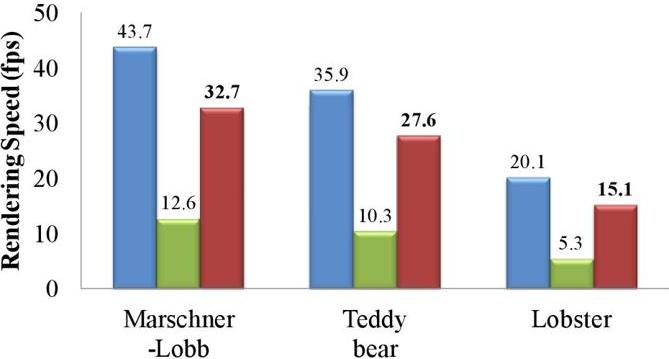 Rendering Speed (fps)
50
40
30
20
10
0
43.7
12.6
32.7
35.9
10.3
27.6
20.1
5.3
15.1
Marschner
-Lobb
Teddy
bear
Lobster